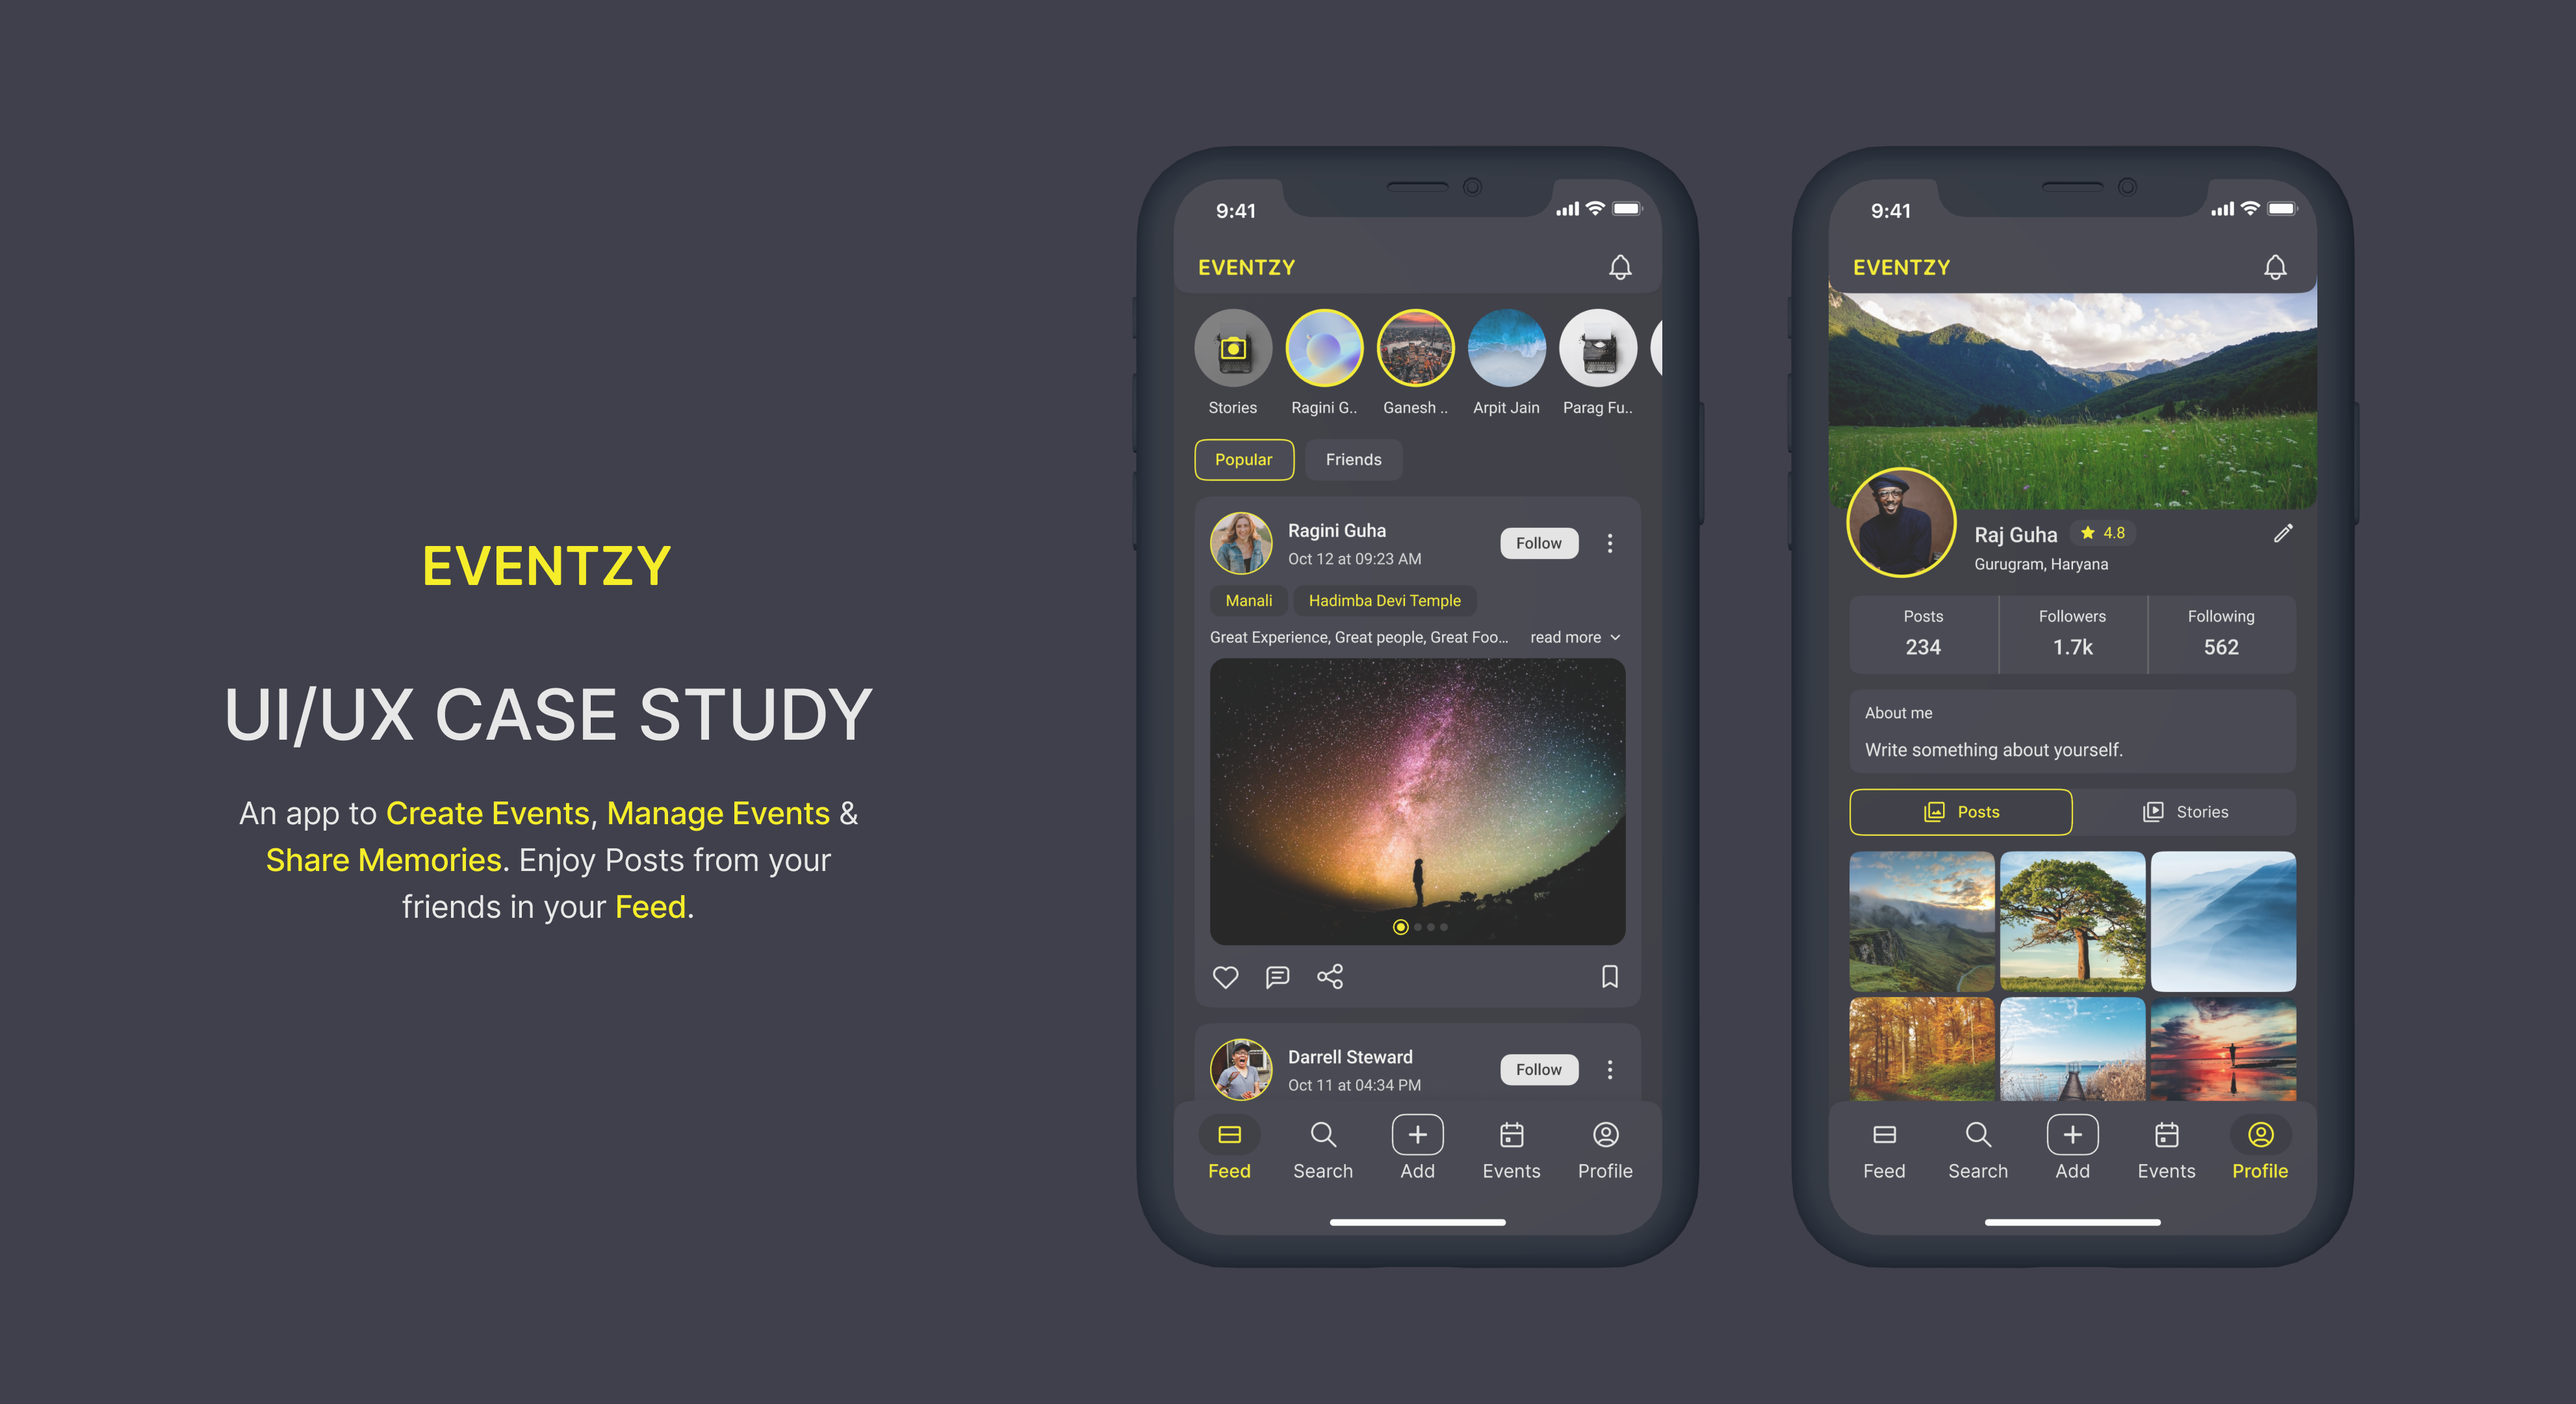 EVENTZY
UI/UX CASE STUDY
An app to Create Events, Manage Events &
Share Memories. Enjoy Posts from your
friends in your Feed.
9:41
EVENTZY
Stories
Ragini G..
Ganesh ..
Arpit Jain
Parag Fu..
Popular
Friends
Ragini Guha
Oct 12 at 09:23 AM
Follow
Manali
Hadimba Devi Temple
Great Experience, Great people, Great Foo...
read more
Darrell Steward
Oct 11 at 04:34 PM
Follow
Feed
Search
Add
Events
Profile
9:41
EVENTZY
Raj Guha
4.8
Gurugram, Haryana
Posts
234
Followers
1.7k
Following
562
About me
Write something about yourself.
Posts
Stories
Feed
Search
Add
Events
Profile